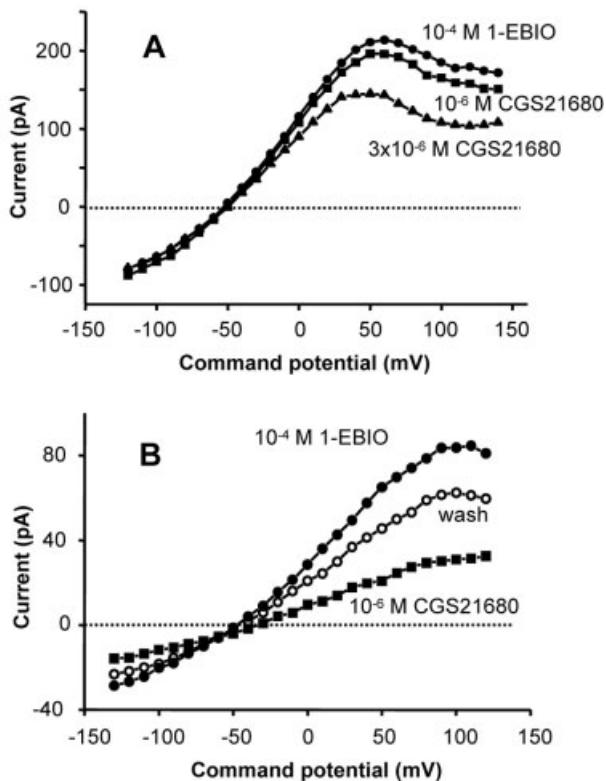 A
10⁻⁴ M 1-EBIO
10⁻⁶ M CGS21680
3x10⁻⁶ M CGS21680
Current (pA)
200
100
0
-100
-150 -100 -50 0 50 100 150
Command potential (mV)
B
10⁻⁴ M 1-EBIO
wash
10⁻⁶ M CGS21680
Current (pA)
80
40
0
-40
-150 -100 -50 0 50 100 150
Command potential (mV)